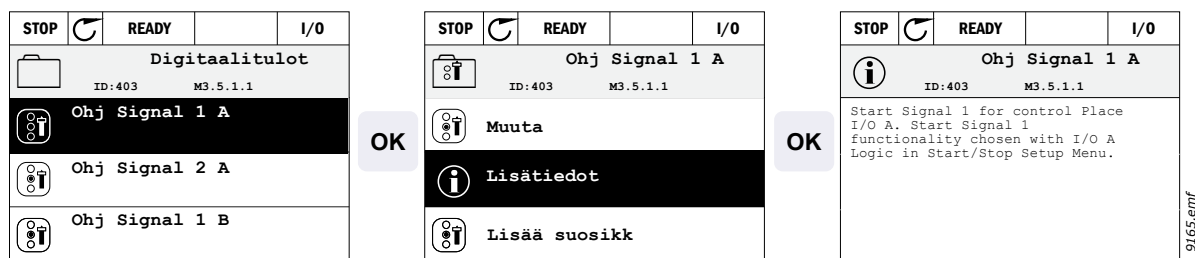 STOP READY I/0
Digitaalitulot
ID:403 M3.5.1.1
Ohj Signal 1 A
Ohj Signal 2 A
Ohj Signal 1 B
OK
STOP READY I/0
Ohj Signal 1 A
ID:403 M3.5.1.1
Muuta
Lisätiedot
Lisää suosikk
OK
STOP READY I/0
Ohj Signal 1 A
ID:403 M3.5.1.1
Start Signal 1 for control Place
I/O A. Start Signal 1
functionality chosen with I/O A
Logic in Start/Stop Setup Menu.
9165.emf